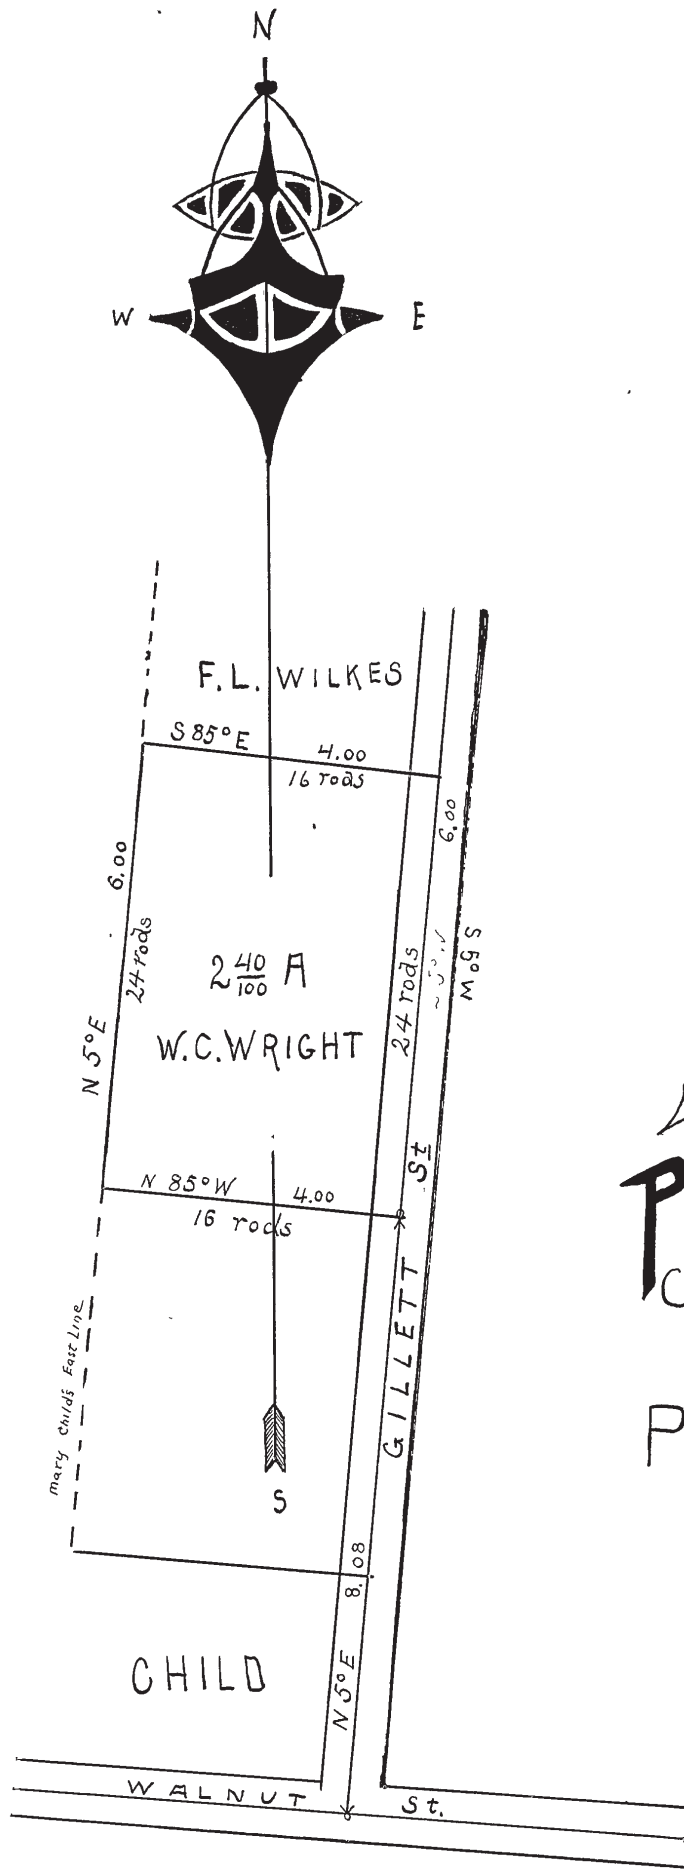 N
W E
F. L. WILKES
S 85° E 4.00
16 rods
6.00
24 rods
N 5° E
2 40/100 A
W. C. WRIGHT
6.00
S 5° W
24 rods
N 85° W 4.00
16 rods
GILLETT St
Mary Child's East Line
S
8.08
N 5° E
CHILD
WALNUT St.
P
C
P